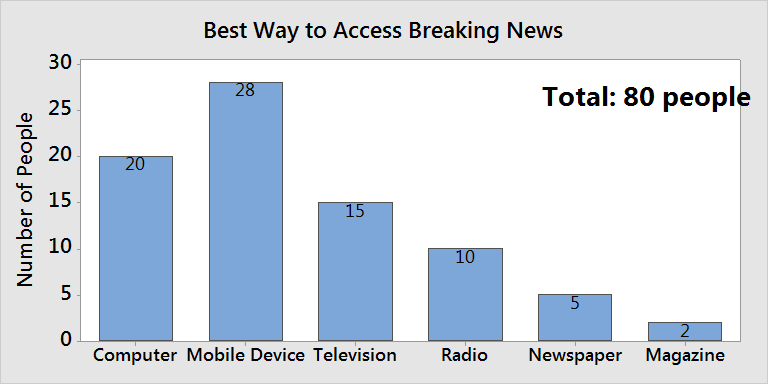 Best Way to Access Breaking News
Total: 80 people
Number of People
30
25
20
15
10
5
0
20
28
15
10
5
2
Computer
Mobile Device
Television
Radio
Newspaper
Magazine